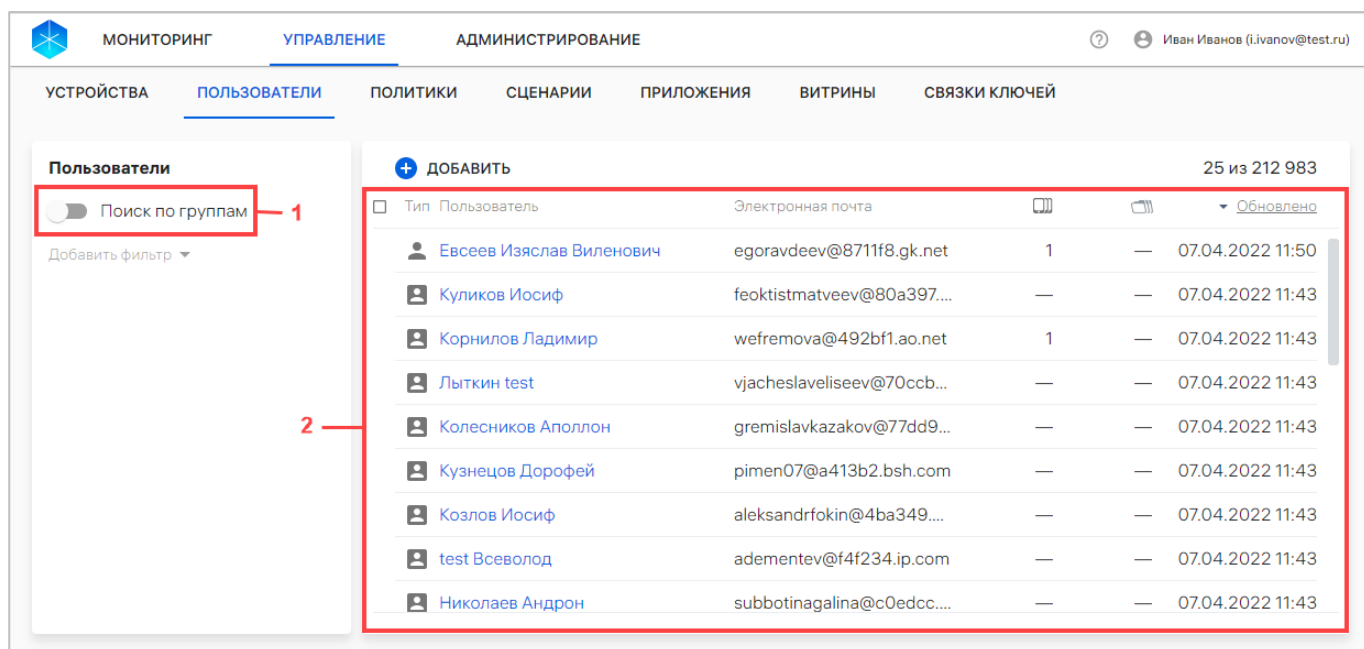 МОНИТОРИНГ УПРАВЛЕНИЕ АДМИНИСТРИРОВАНИЕ ? Иван Иванов (i.ivanov@test.ru)
УСТРОЙСТВА ПОЛЬЗОВАТЕЛИ ПОЛИТИКИ СЦЕНАРИИ ПРИЛОЖЕНИЯ ВИТРИНЫ СВЯЗКИ КЛЮЧЕЙ
Пользователи
Поиск по группам 1
Добавить фильтр
2
ДОБАВИТЬ 25 из 212 983
Тип Пользователь Электронная почта Обновлено
Евсеев Изяслав Виленович egoravdeev@8711f8.gk.net 1 — 07.04.2022 11:50
Куликов Иосиф feoktistmatveev@80a397.... — — 07.04.2022 11:43
Корнилов Ладимир wefremova@492bf1.ao.net 1 — 07.04.2022 11:43
Лыткин test vjacheslaveliseev@70ccb... — — 07.04.2022 11:43
Колесников Аполлон gremislavkazakov@77dd9... — — 07.04.2022 11:43
Кузнецов Дорофей pimen07@a413b2.bsh.com — — 07.04.2022 11:43
Козлов Иосиф aleksandrfokin@4ba349.... — — 07.04.2022 11:43
test Всеволод adementev@f4f234.ip.com — — 07.04.2022 11:43
Николаев Андрон subbotinagalina@c0edcc.... — — 07.04.2022 11:43